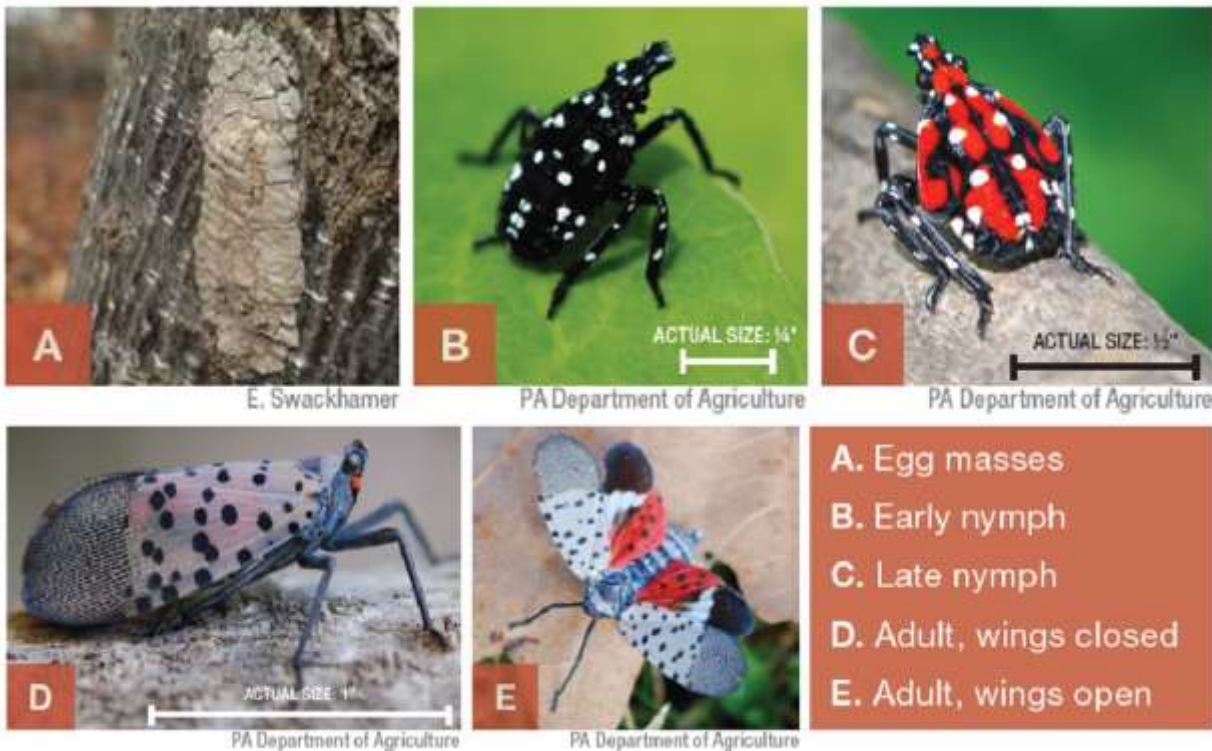 A
E. Swackhamer
B
ACTUAL SIZE: ¼"
PA Department of Agriculture
C
ACTUAL SIZE: ½"
PA Department of Agriculture
D
ACTUAL SIZE: 1"
PA Department of Agriculture
E
PA Department of Agriculture
A. Egg masses
B. Early nymph
C. Late nymph
D. Adult, wings closed
E. Adult, wings open